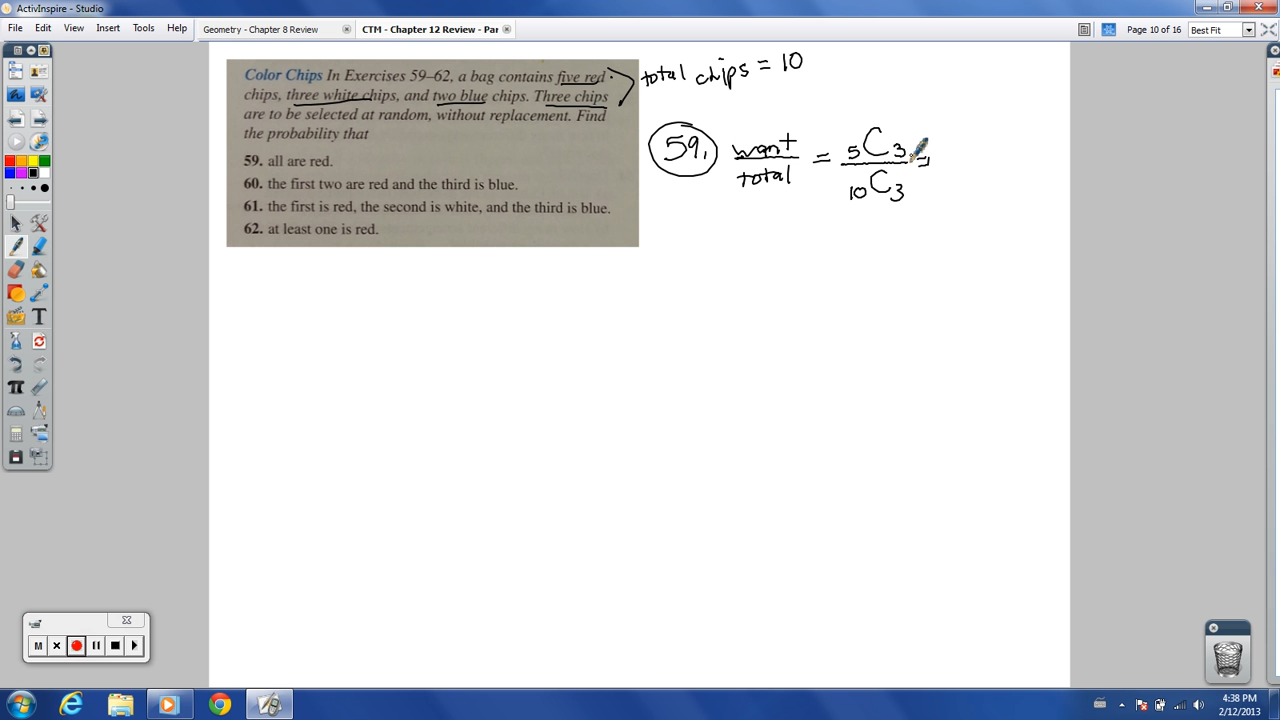 ActivInspire - Studio
File Edit View Insert Tools Help
Geometry - Chapter 8 Review
CTM - Chapter 12 Review - Par
Page 10 of 16
Best Fit
Color Chips In Exercises 59–62, a bag contains five red
chips, three white chips, and two blue chips. Three chips
are to be selected at random, without replacement. Find
the probability that
59. all are red.
60. the first two are red and the third is blue.
61. the first is red, the second is white, and the third is blue.
62. at least one is red.
total chips = 10
59. want/total = 5C3/10C3 =
M
4:38 PM
2/12/2013